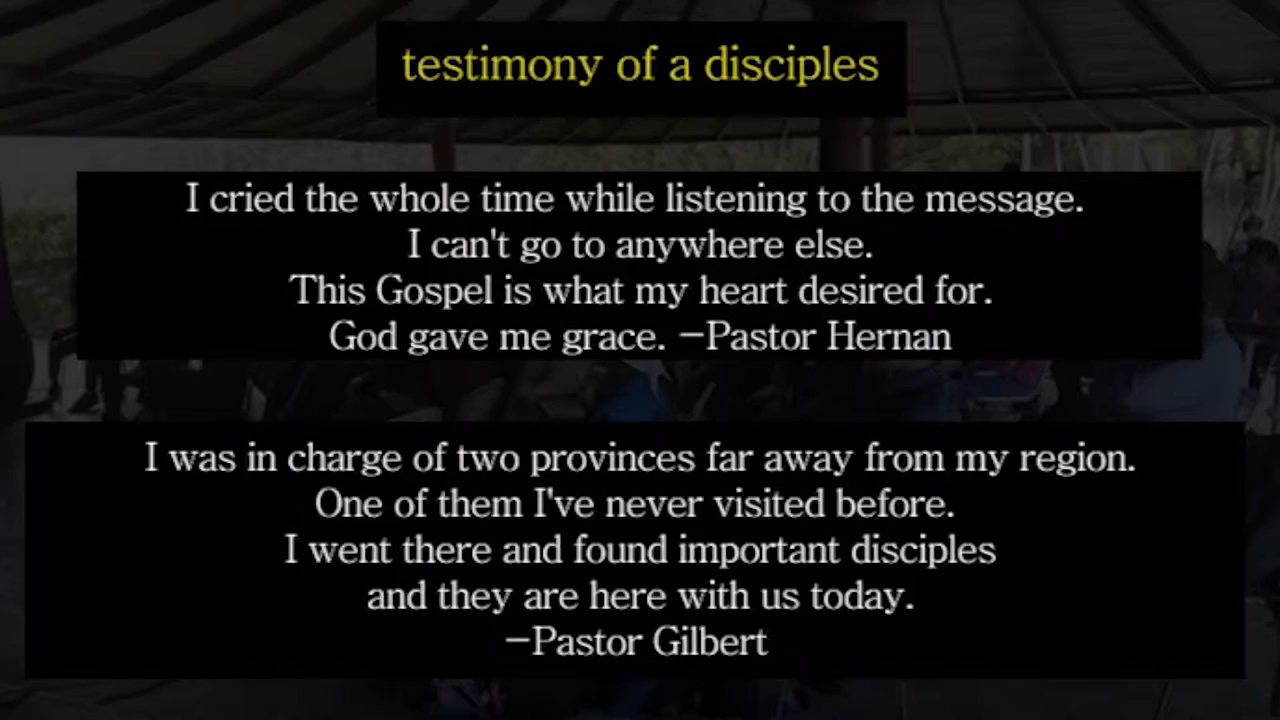 testimony of a disciples
I cried the whole time while listening to the message.
I can't go to anywhere else.
This Gospel is what my heart desired for.
God gave me grace. –Pastor Hernan
I was in charge of two provinces far away from my region.
One of them I've never visited before.
I went there and found important disciples
and they are here with us today.
–Pastor Gilbert